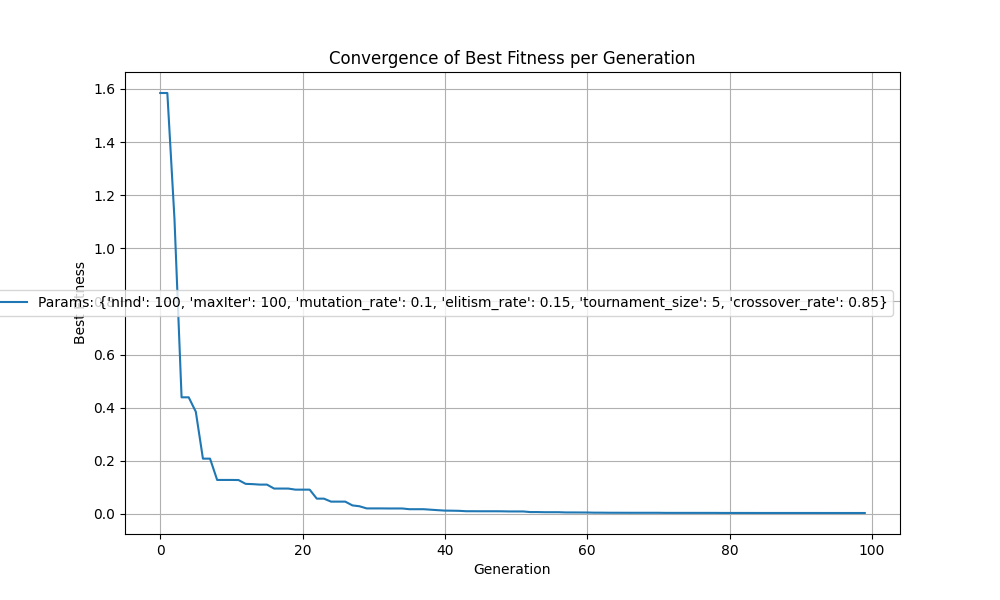 Convergence of Best Fitness per Generation
1.6
1.4
1.2
1.0
0.6
0.4
0.2
0.0
Best
Params: {'nInd': 100, 'maxIter': 100, 'mutation_rate': 0.1, 'elitism_rate': 0.15, 'tournament_size': 5, 'crossover_rate': 0.85}
0 20 40 60 80 100
Generation